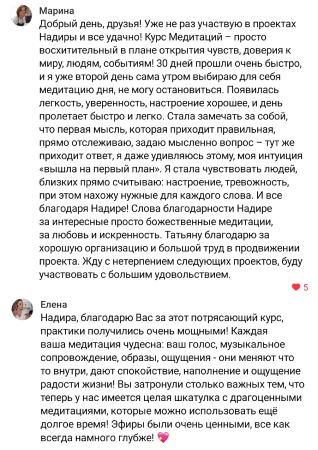 Марина
Добрый день, друзья! Уже не раз участвую в проектах
Надиры и все удачно! Курс Медитаций – просто
восхитительный в плане открытия чувств, доверия к
миру, людям, событиям! 30 дней прошли очень быстро,
и я уже второй день сама утром выбираю для себя
медитацию дня, не могу остановиться. Появилась
легкость, уверенность, настроение хорошее, и день
пролетает быстро и легко. Стала замечать за собой,
что первая мысль, которая приходит правильная,
прямо отслеживаю, задаю мысленно вопрос – тут же
приходит ответ, я даже удивляюсь этому, моя интуиция
«вышла на первый план». Я стала чувствовать людей,
близких прямо считываю: настроение, тревожность,
при этом нахожу нужные для каждого слова. И все
благодаря Надире! Слова благодарности Надире
за интересные просто божественные медитации,
за любовь и искренность. Татьяну благодарю за
хорошую организацию и большой труд в продвижении
проекта. Жду с нетерпением следующих проектов, буду
участвовать с большим удовольствием.
5
Елена
Надира, благодарю Вас за этот потрясающий курс,
практики получились очень мощными! Каждая
ваша медитация чудесна: ваш голос, музыкальное
сопровождение, образы, ощущения - они меняют что
то внутри, дают спокойствие, наполнение и ощущение
радости жизни! Вы затронули столько важных тем, что
теперь у нас имеется целая шкатулка с драгоценными
медитациями, которые можно использовать ещё
долгое время! Эфиры были очень ценными, все как
всегда намного глубже! 💖